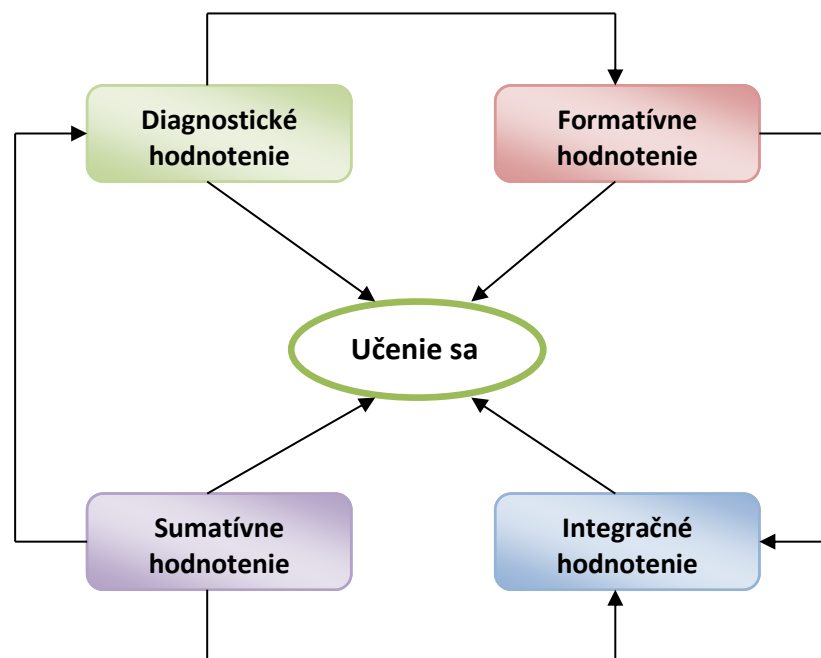 Diagnostické
hodnotenie
Formatívne
hodnotenie
Učenie sa
Sumatívne
hodnotenie
Integračné
hodnotenie